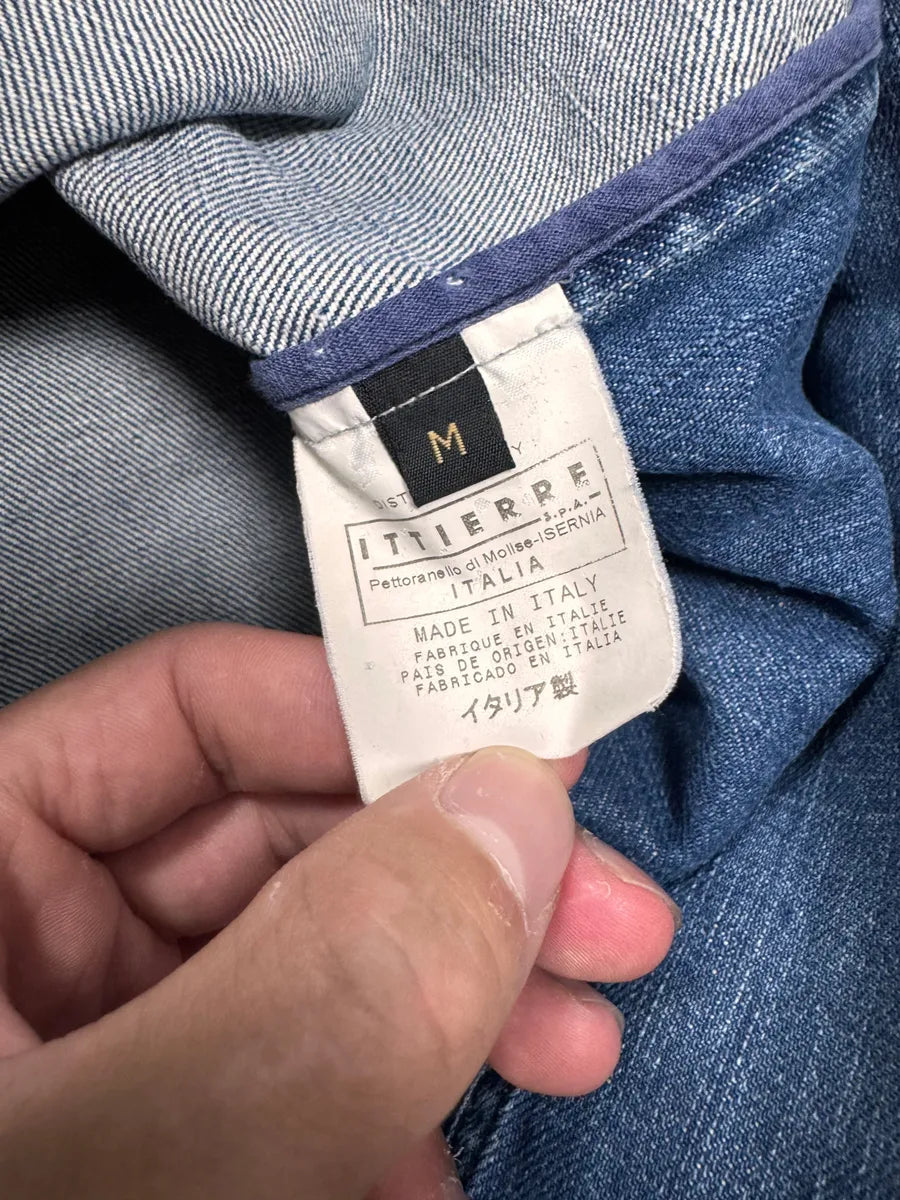 M
DIST Y
ITTIERRE
S.P.A.
Pettoranello di Molise-ISERNIA
ITALIA
MADE IN ITALY
FABRIQUE EN ITALIE
PAIS DE ORIGEN:ITALIE
FABRICADO EN ITALIA
イタリア製